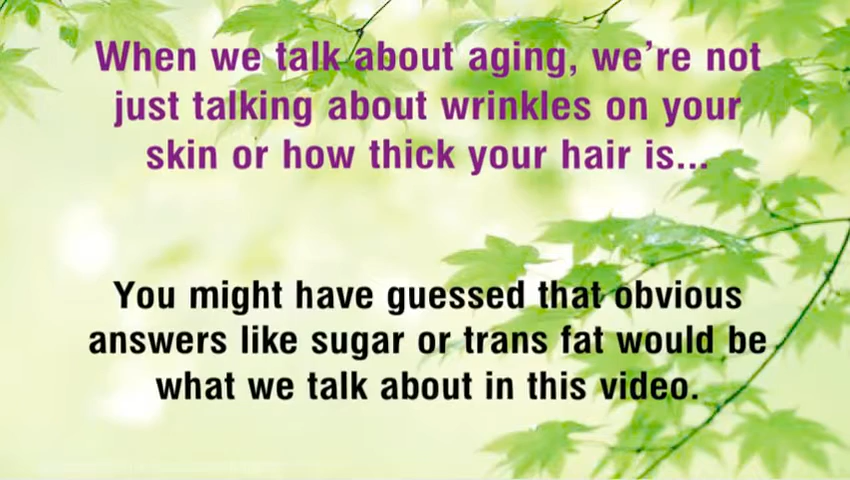 When we talk about aging, we’re not
just talking about wrinkles on your
skin or how thick your hair is...
You might have guessed that obvious
answers like sugar or trans fat would be
what we talk about in this video.